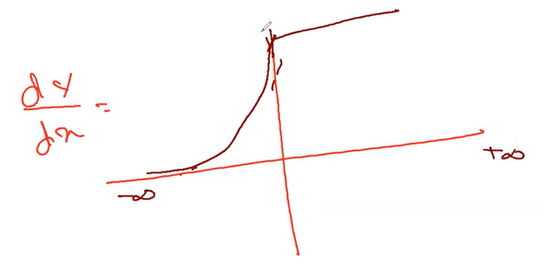 dy/dx =
-∞
+∞